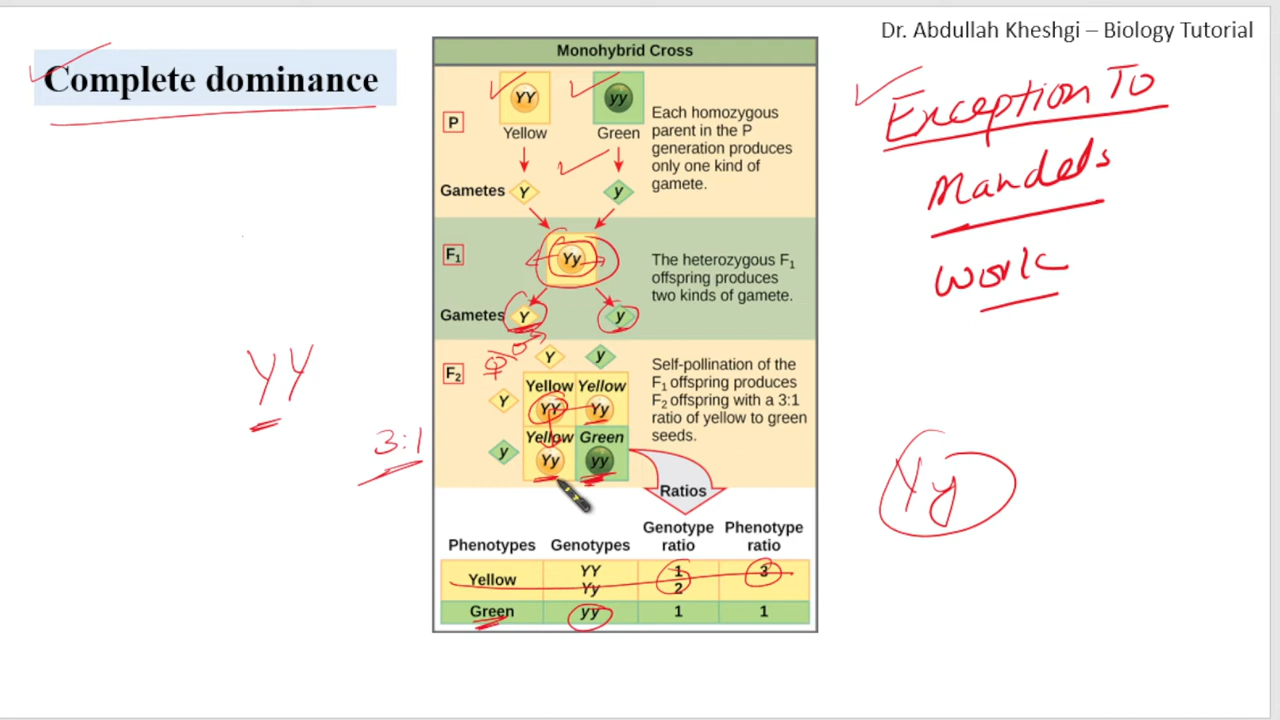 Dr. Abdullah Kheshgi – Biology Tutorial
Complete dominance
Exception To
Mandels
work
Monohybrid Cross
P
YY
yy
Yellow
Green
Each homozygous
parent in the P
generation produces
only one kind of
gamete.
Gametes
Y
y
F1
Yy
The heterozygous F1
offspring produces
two kinds of gamete.
Gametes
Y
y
F2
Y
y
Y
y
Yellow
Yellow
YY
Yy
Yellow
Green
Yy
yy
Self-pollination of the
F1 offspring produces
F2 offspring with a 3:1
ratio of yellow to green
seeds.
YY
3:1
Yy
Ratios
Phenotypes
Genotypes
Genotype
ratio
Phenotype
ratio
Yellow
YY
1
3
Yy
2
Green
yy
1
1